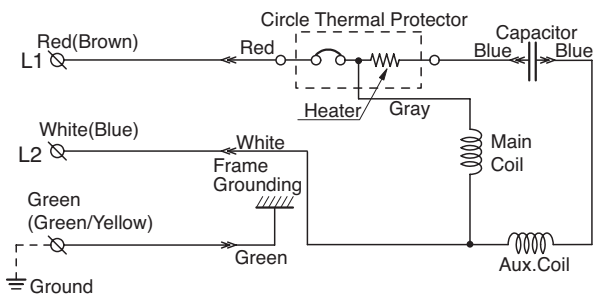 Circle Thermal Protector
Capacitor
Red(Brown)
L1
Red
Blue
Blue
Heater
Gray
White(Blue)
L2
White
Main
Coil
Frame
Grounding
Green
(Green/Yellow)
Green
Aux.Coil
Ground